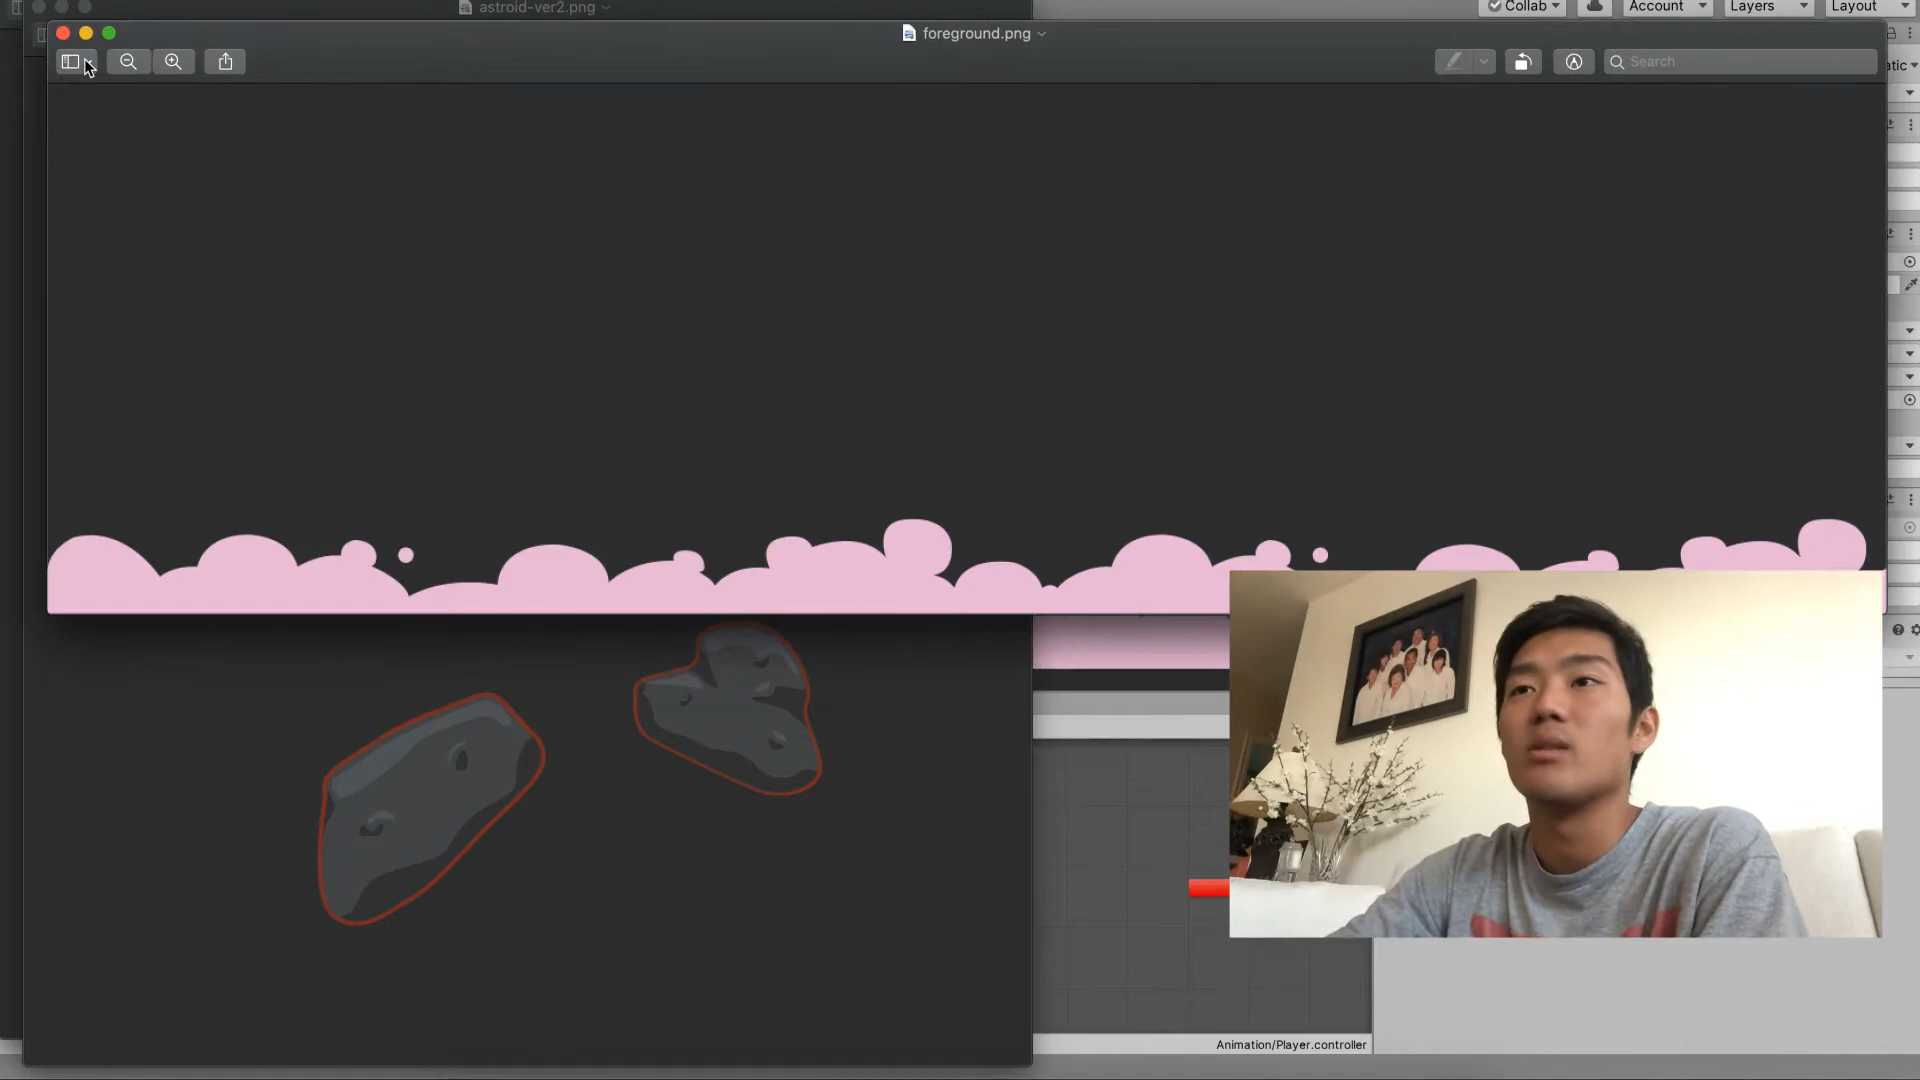 astroid-ver2.png
Collab
Account
Layers
Layout
foreground.png
Search
atic
Animation/Player.controller